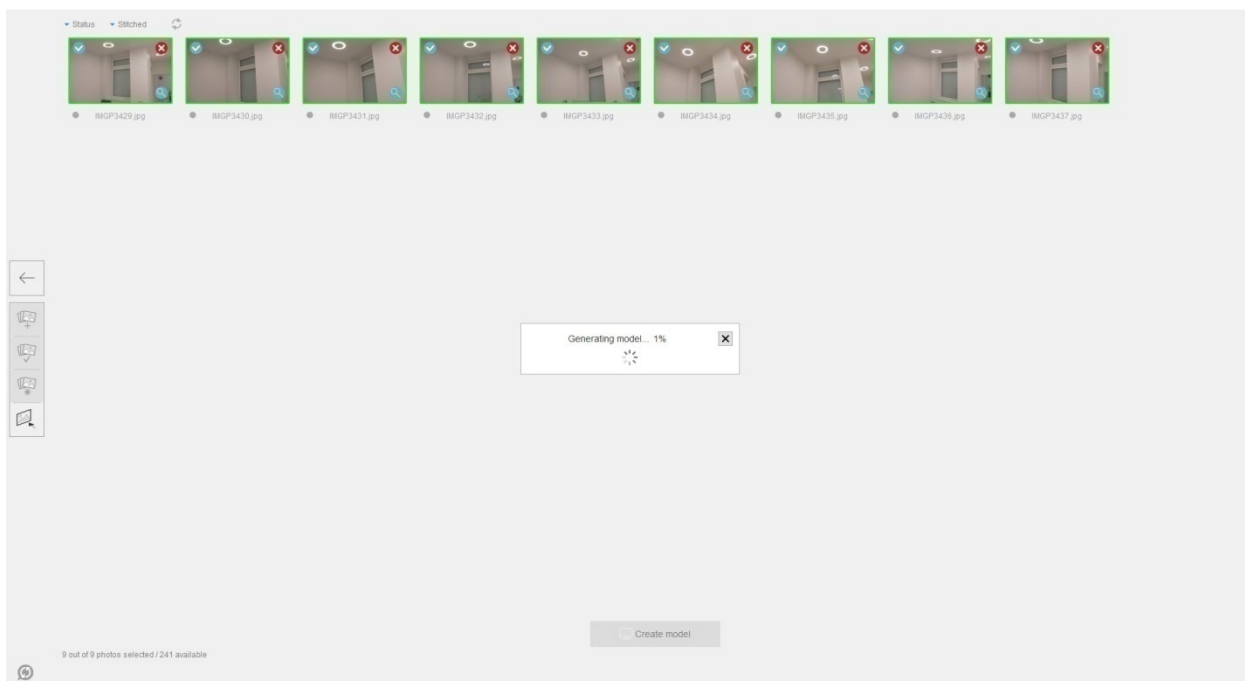 Status Stitched
IMGP3429.jpg IMGP3430.jpg IMGP3431.jpg IMGP3432.jpg IMGP3433.jpg IMGP3434.jpg IMGP3435.jpg IMGP3436.jpg IMGP3437.jpg
Generating model... 1%
Create model
9 out of 9 photos selected / 241 available